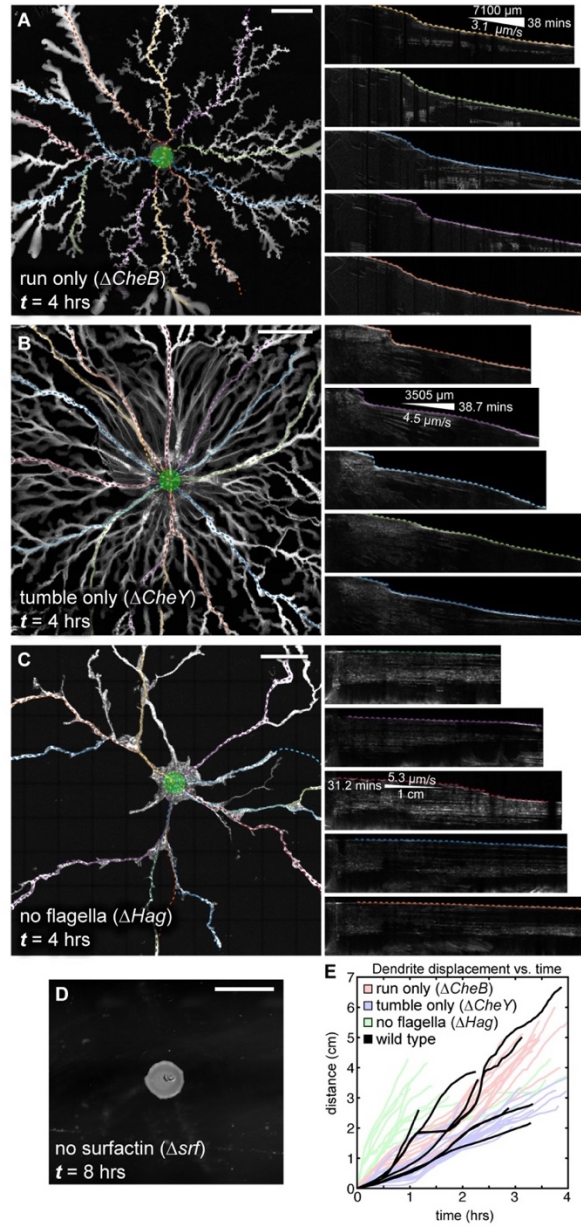 A
run only (ΔCheB)
t = 4 hrs
7100 µm
3.1 µm/s
38 mins
B
tumble only (ΔCheY)
t = 4 hrs
3505 µm
4.5 µm/s
38.7 mins
C
no flagella (ΔHag)
t = 4 hrs
5.3 µm/s
31.2 mins
1 cm
D
no surfactin (Δsrf)
t = 8 hrs
E
Dendrite displacement vs. time
run only (ΔCheB)
tumble only (ΔCheY)
no flagella (ΔHag)
wild type
distance (cm)
7
6
5
4
3
2
1
0
0 1 2 3 4
time (hrs)